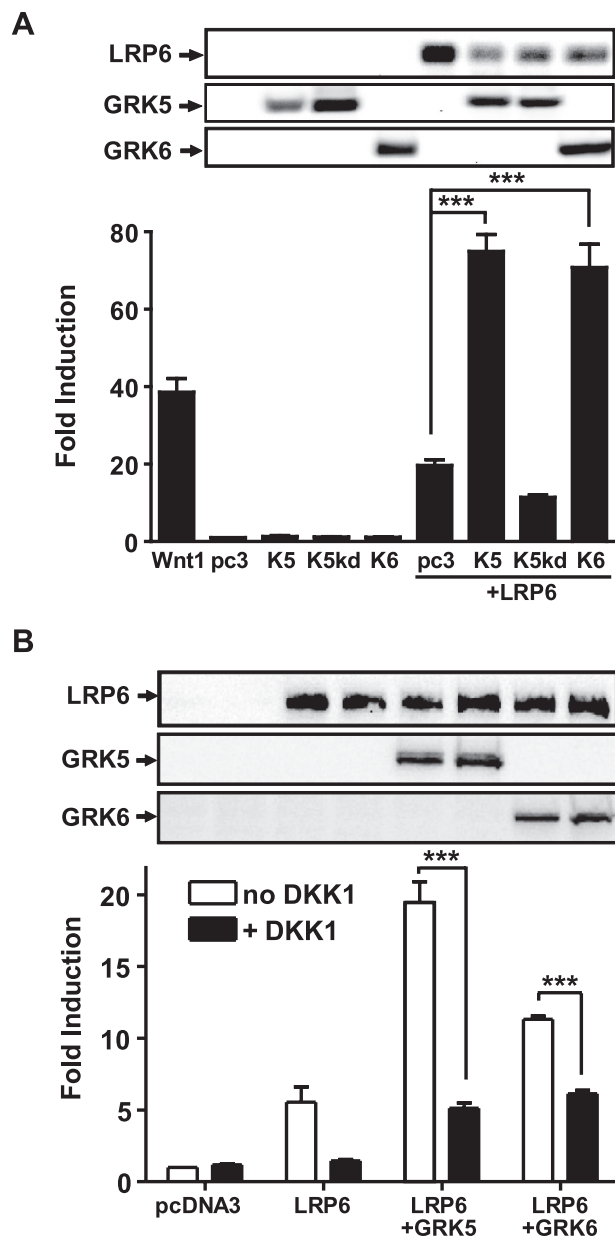 A
LRP6
GRK5
GRK6
***
***
80
60
40
20
0
Fold Induction
Wnt1 pc3 K5 K5kd K6 pc3 K5 K5kd K6
+LRP6
B
LRP6
GRK5
GRK6
***
no DKK1
+ DKK1
***
20
15
10
5
0
Fold Induction
pcDNA3 LRP6 LRP6 LRP6
+GRK5 +GRK6